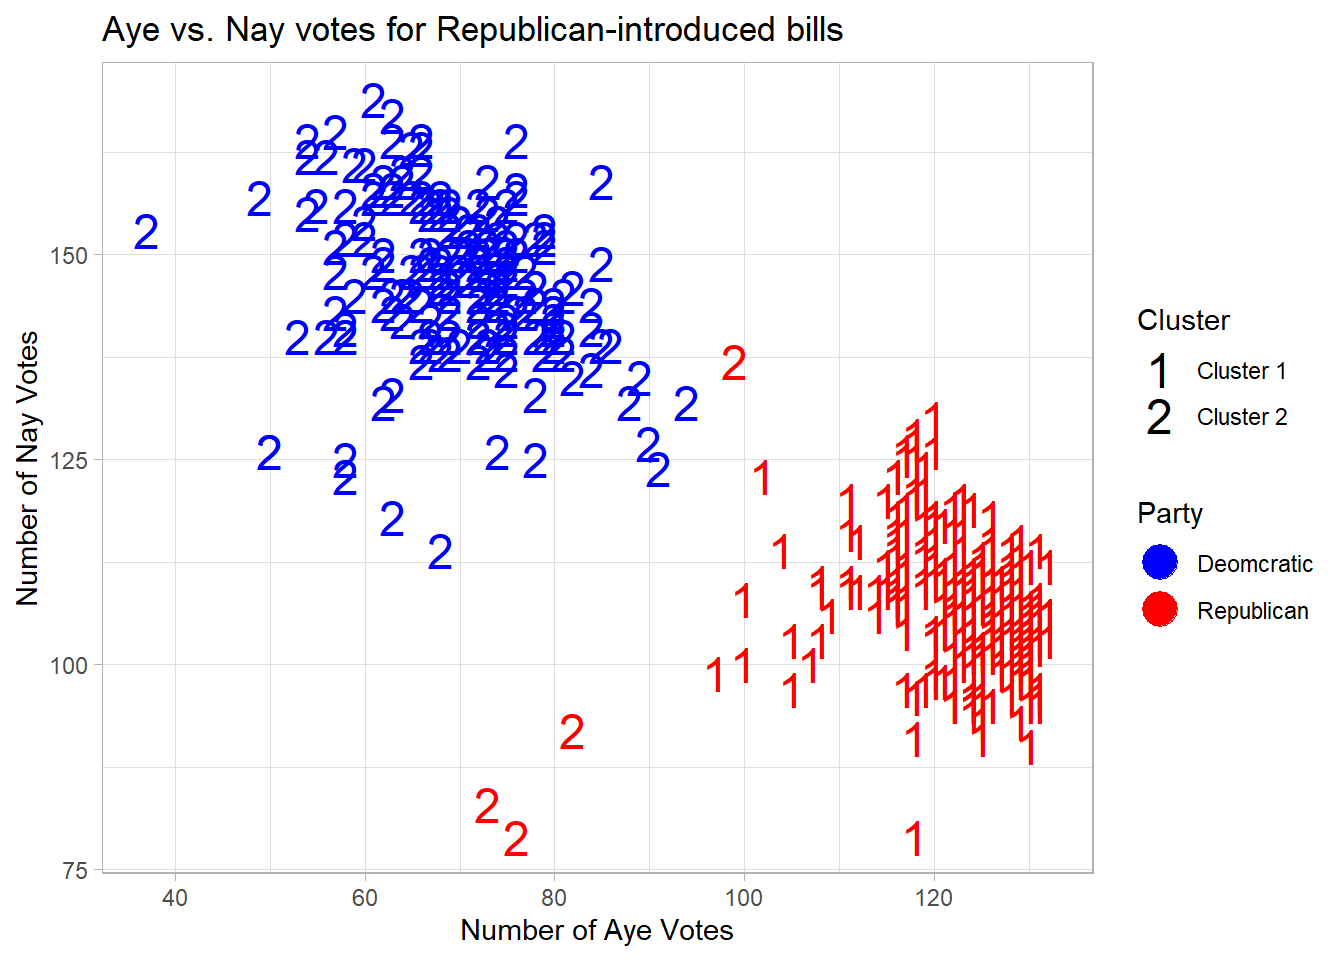 Aye vs. Nay votes for Republican-introduced bills
Number of Nay Votes
150
125
100
75
40
60
80
100
120
Number of Aye Votes
Cluster
1 Cluster 1
2 Cluster 2
Party
Deomcratic
Republican